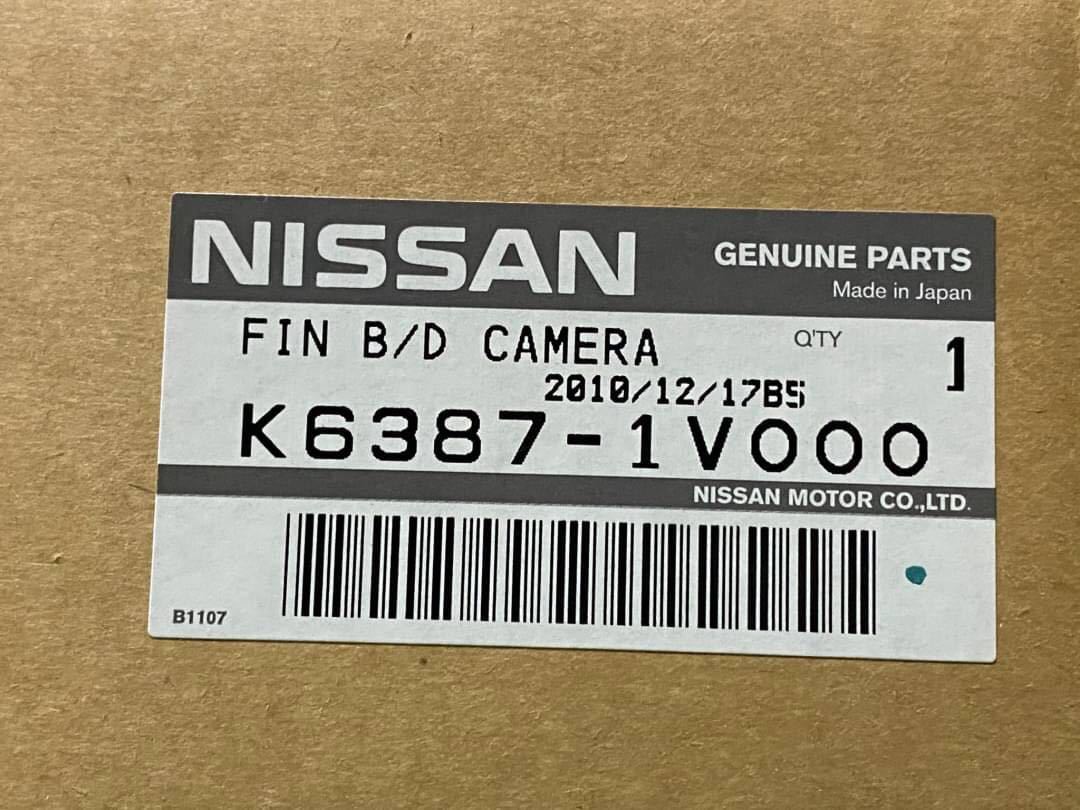 NISSAN
GENUINE PARTS
Made in Japan
FIN B/D CAMERA
Q'TY
1
2010/12/17B5
K6387-1V000
NISSAN MOTOR CO.,LTD.
B1107